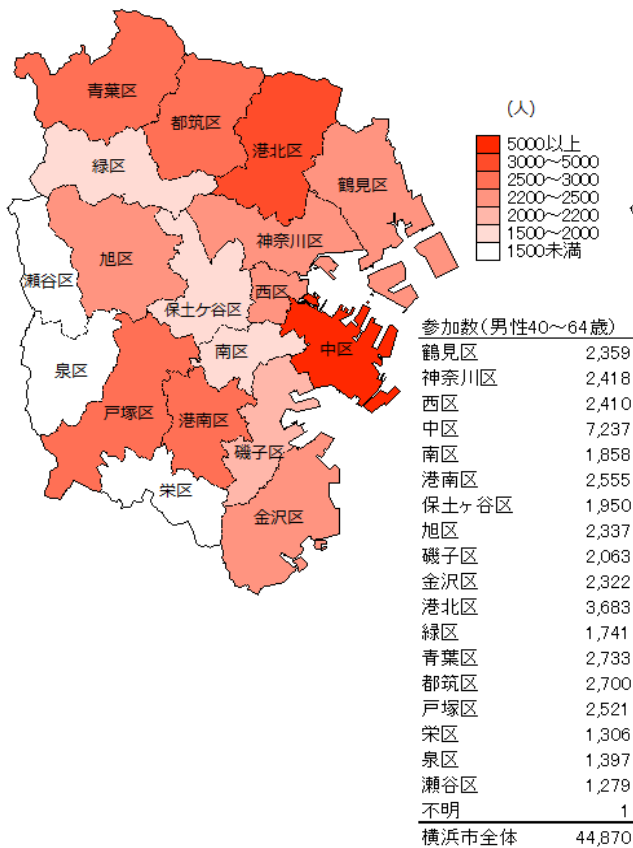 青葉区
都筑区
港北区
緑区
鶴見区
神奈川区
旭区
瀬谷区
保土ケ谷区
西区
中区
南区
泉区
戸塚区
港南区
磯子区
栄区
金沢区
(人)
5000以上
3000～5000
2500～3000
2200～2500
2000～2200
1500～2000
1500未満
参加数(男性40～64歳)
鶴見区 2,359
神奈川区 2,418
西区 2,410
中区 7,237
南区 1,858
港南区 2,555
保土ヶ谷区 1,950
旭区 2,337
磯子区 2,063
金沢区 2,322
港北区 3,683
緑区 1,741
青葉区 2,733
都筑区 2,700
戸塚区 2,521
栄区 1,306
泉区 1,397
瀬谷区 1,279
不明 1
横浜市全体 44,870